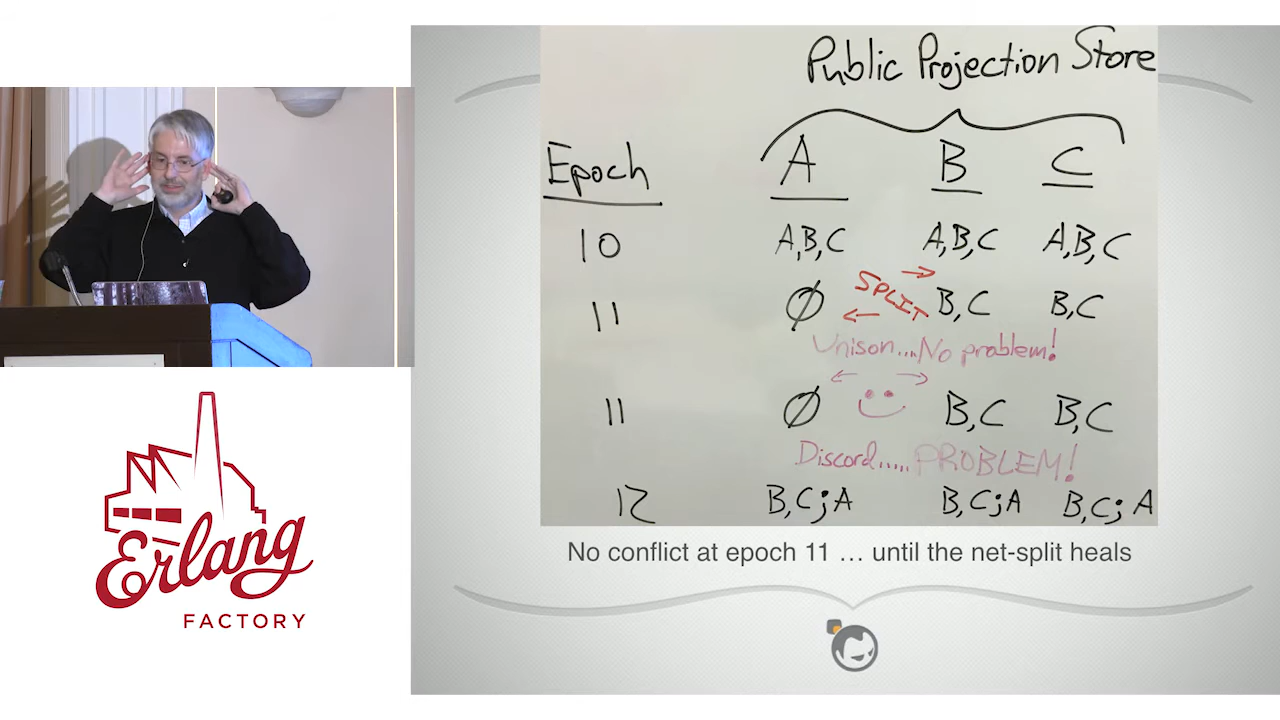 Public Projection Store
Epoch A B C
10 A,B,C A,B,C A,B,C
11 ∅ SPLIT B,C B,C
Unison...No problem!
11 ∅ B,C B,C
Discord.....PROBLEM!
12 B,C;A B,C;A B,C;A
No conflict at epoch 11 … until the net-split heals
Erlang
FACTORY